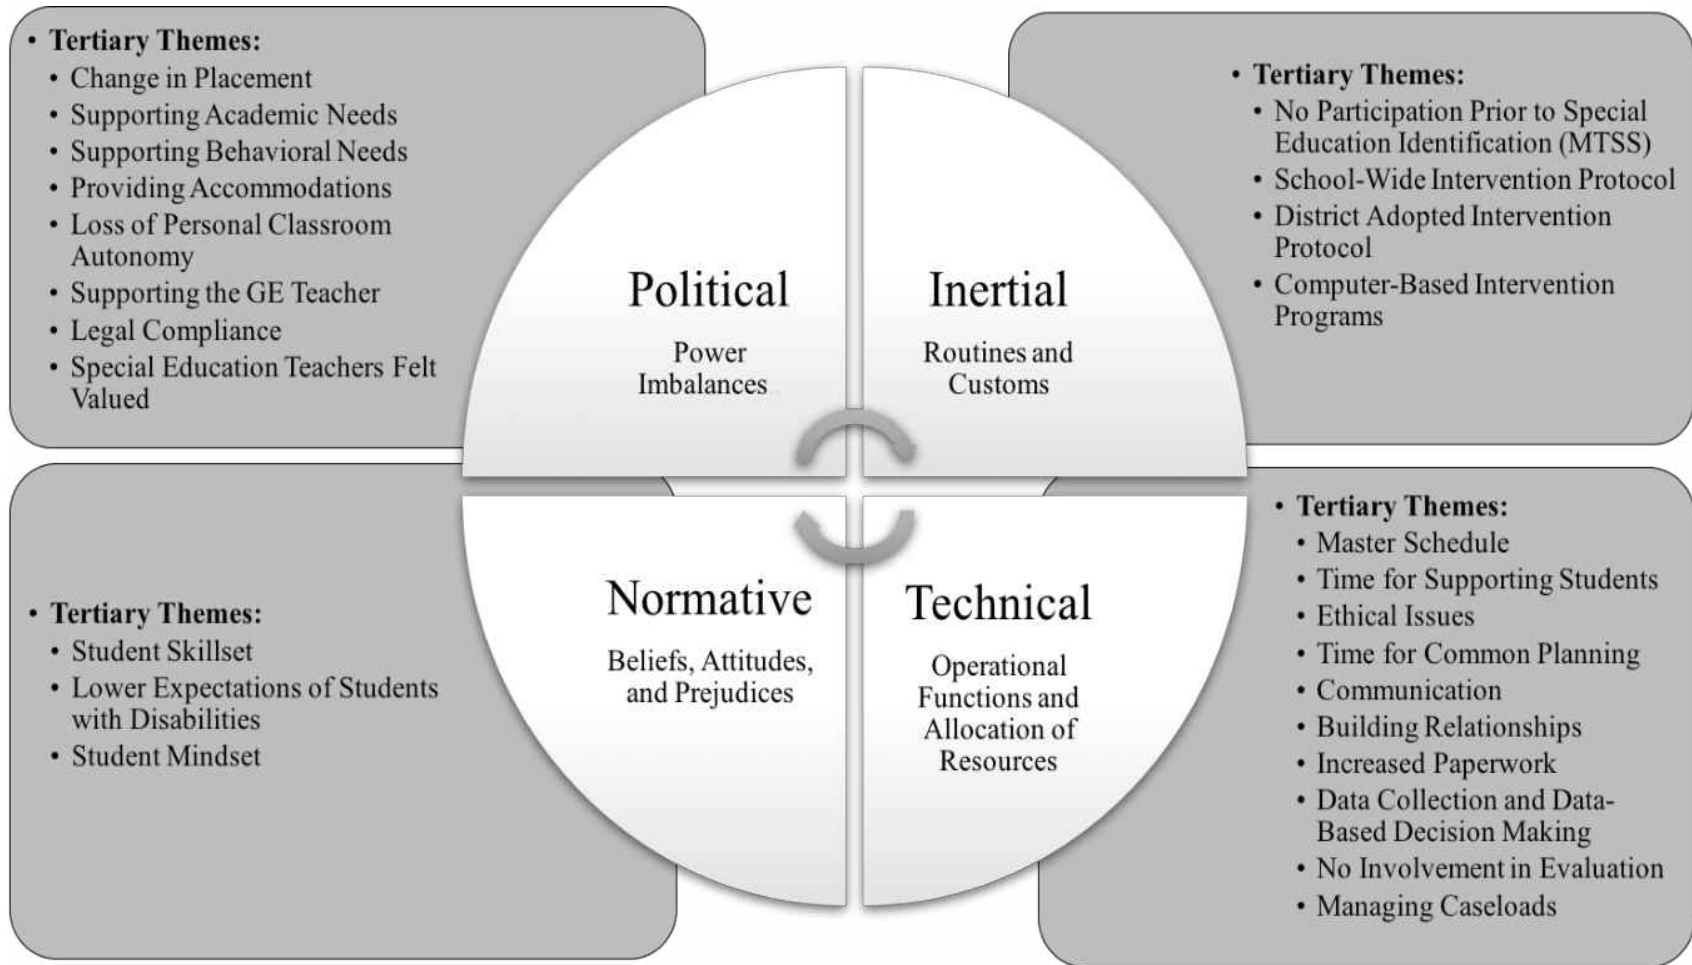 • Tertiary Themes:
• Change in Placement
• Supporting Academic Needs
• Supporting Behavioral Needs
• Providing Accommodations
• Loss of Personal Classroom
Autonomy
• Supporting the GE Teacher
• Legal Compliance
• Special Education Teachers Felt
Valued
Political
Power
Imbalances
Inertial
Routines and
Customs
• Tertiary Themes:
• No Participation Prior to Special
Education Identification (MTSS)
• School-Wide Intervention Protocol
• District Adopted Intervention
Protocol
• Computer-Based Intervention
Programs
• Tertiary Themes:
• Student Skillset
• Lower Expectations of Students
with Disabilities
• Student Mindset
Normative
Beliefs, Attitudes,
and Prejudices
Technical
Operational
Functions and
Allocation of
Resources
• Tertiary Themes:
• Master Schedule
• Time for Supporting Students
• Ethical Issues
• Time for Common Planning
• Communication
• Building Relationships
• Increased Paperwork
• Data Collection and Data-
Based Decision Making
• No Involvement in Evaluation
• Managing Caseloads